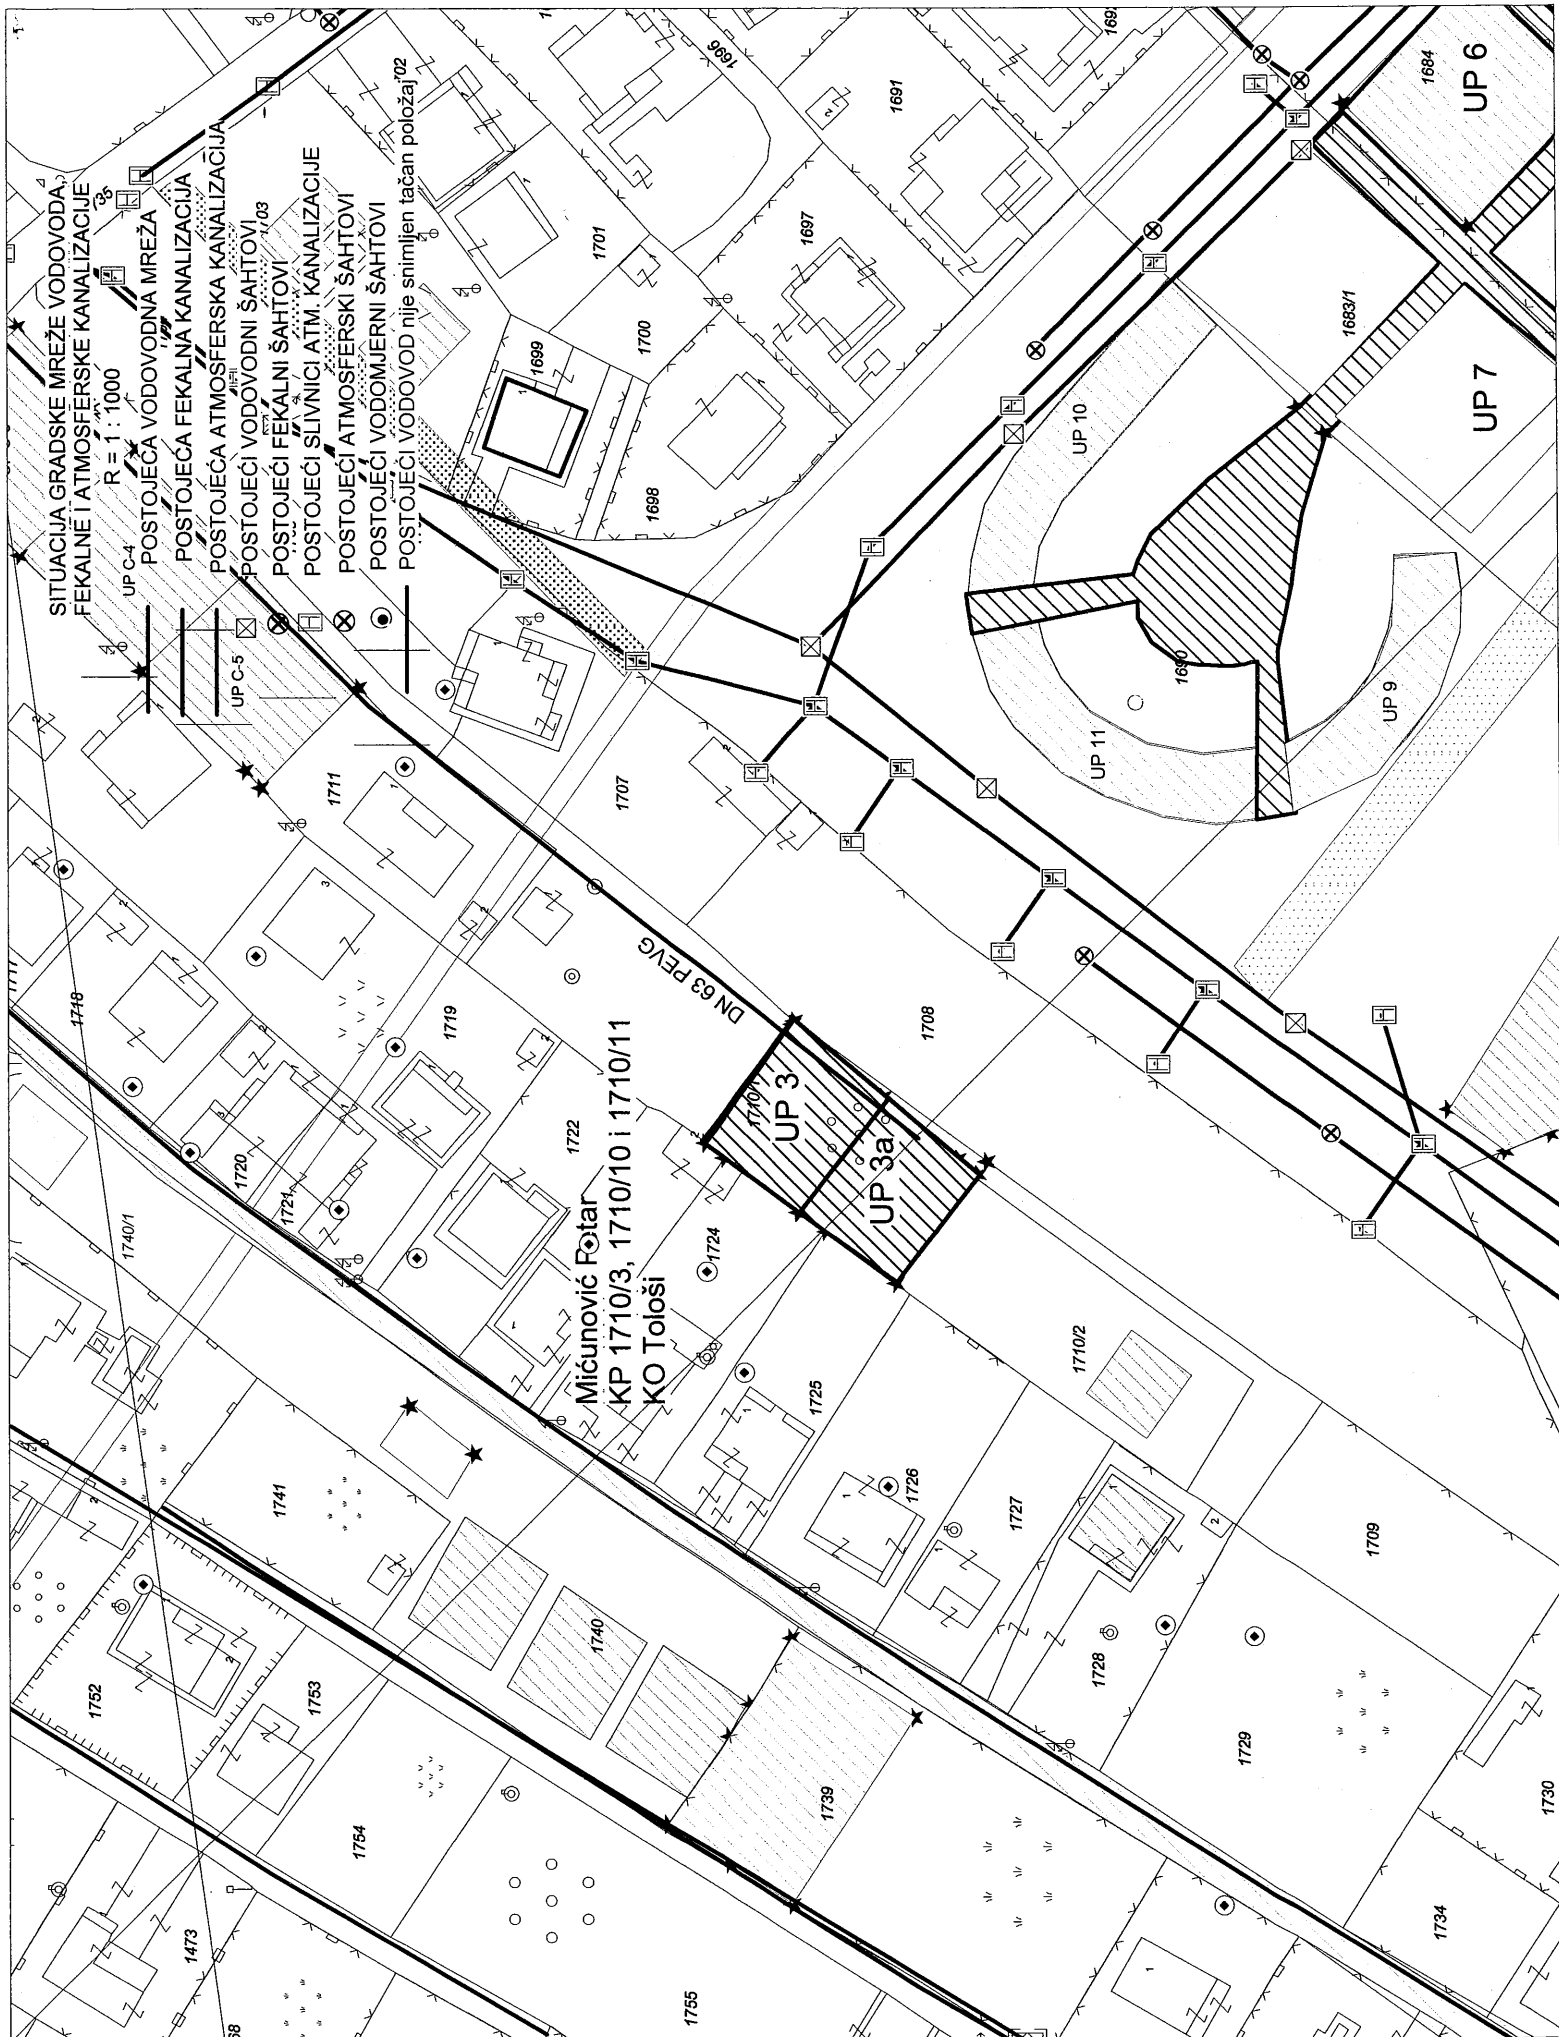 SITUACIJA GRADSKE MREŽE VODOVODA,
FEKALNE I ATMOSFERSKE KANALIZACIJE
R = 1 : 1000
POSTOJEĆA VODOVODNA MREŽA
POSTOJEĆA FEKALNA KANALIZACIJA
POSTOJEĆA ATMOSFERSKA KANALIZACIJA
POSTOJEĆI VODOVODNI ŠAHTOVI
POSTOJEĆI FEKALNI ŠAHTOVI
POSTOJEĆI SLIVNICI ATM. KANALIZACIJE
POSTOJEĆI ATMOSFERSKI ŠAHTOVI
POSTOJEĆI VODOMJERNI ŠAHTOVI
POSTOJEĆI VODOVOD nije snimljen tačan položaj
UP C-4
UP C-5
Mićunović Petar
KP 1710/3, 1710/10 i 1710/11
KO Tološi
DN 63 PEVG
UP 3
UP 3a
UP 6
UP 7
UP 9
UP 10
UP 11
1684
1683/1
1690
1691
1696
1697
1698
1699
1700
1701
1707
1708
1709
1710/2
1711
1718
1719
1720
1721
1722
1724
1725
1726
1727
1728
1729
1730
1734
1739
1740
1740/1
1741
1752
1753
1754
1755
1473